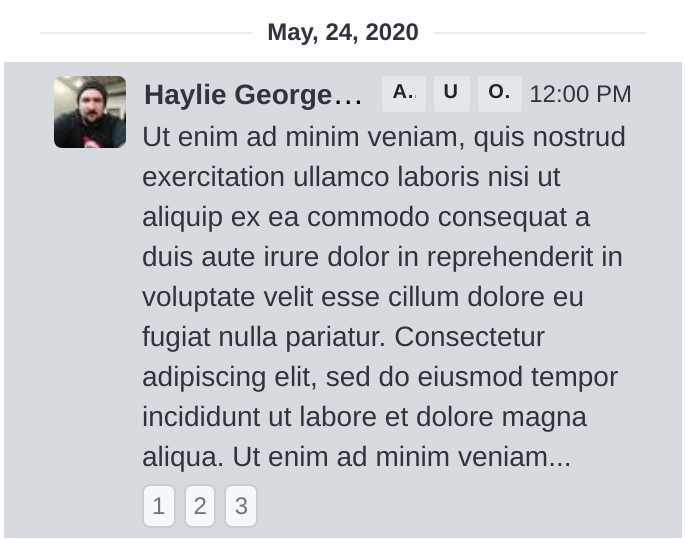 May, 24, 2020
Haylie George... A. U O. 12:00 PM
Ut enim ad minim veniam, quis nostrud
exercitation ullamco laboris nisi ut
aliquip ex ea commodo consequat a
duis aute irure dolor in reprehenderit in
voluptate velit esse cillum dolore eu
fugiat nulla pariatur. Consectetur
adipiscing elit, sed do eiusmod tempor
incididunt ut labore et dolore magna
aliqua. Ut enim ad minim veniam...
1 2 3